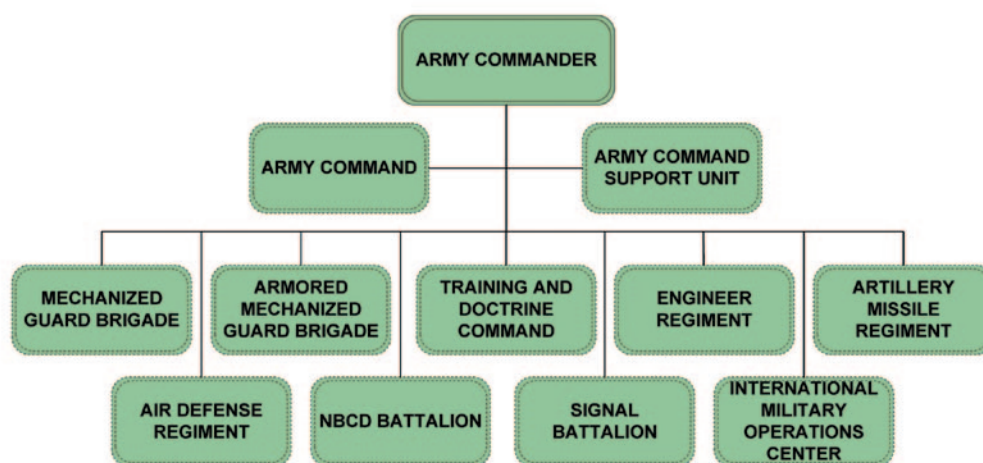 ARMY COMMANDER
ARMY COMMAND
ARMY COMMAND
SUPPORT UNIT
MECHANIZED
GUARD BRIGADE
ARMORED
MECHANIZED
GUARD BRIGADE
TRAINING AND
DOCTRINE
COMMAND
ENGINEER
REGIMENT
ARTILLERY
MISSILE
REGIMENT
AIR DEFENSE
REGIMENT
NBCD BATTALION
SIGNAL
BATTALION
INTERNATIONAL
MILITARY
OPERATIONS
CENTER